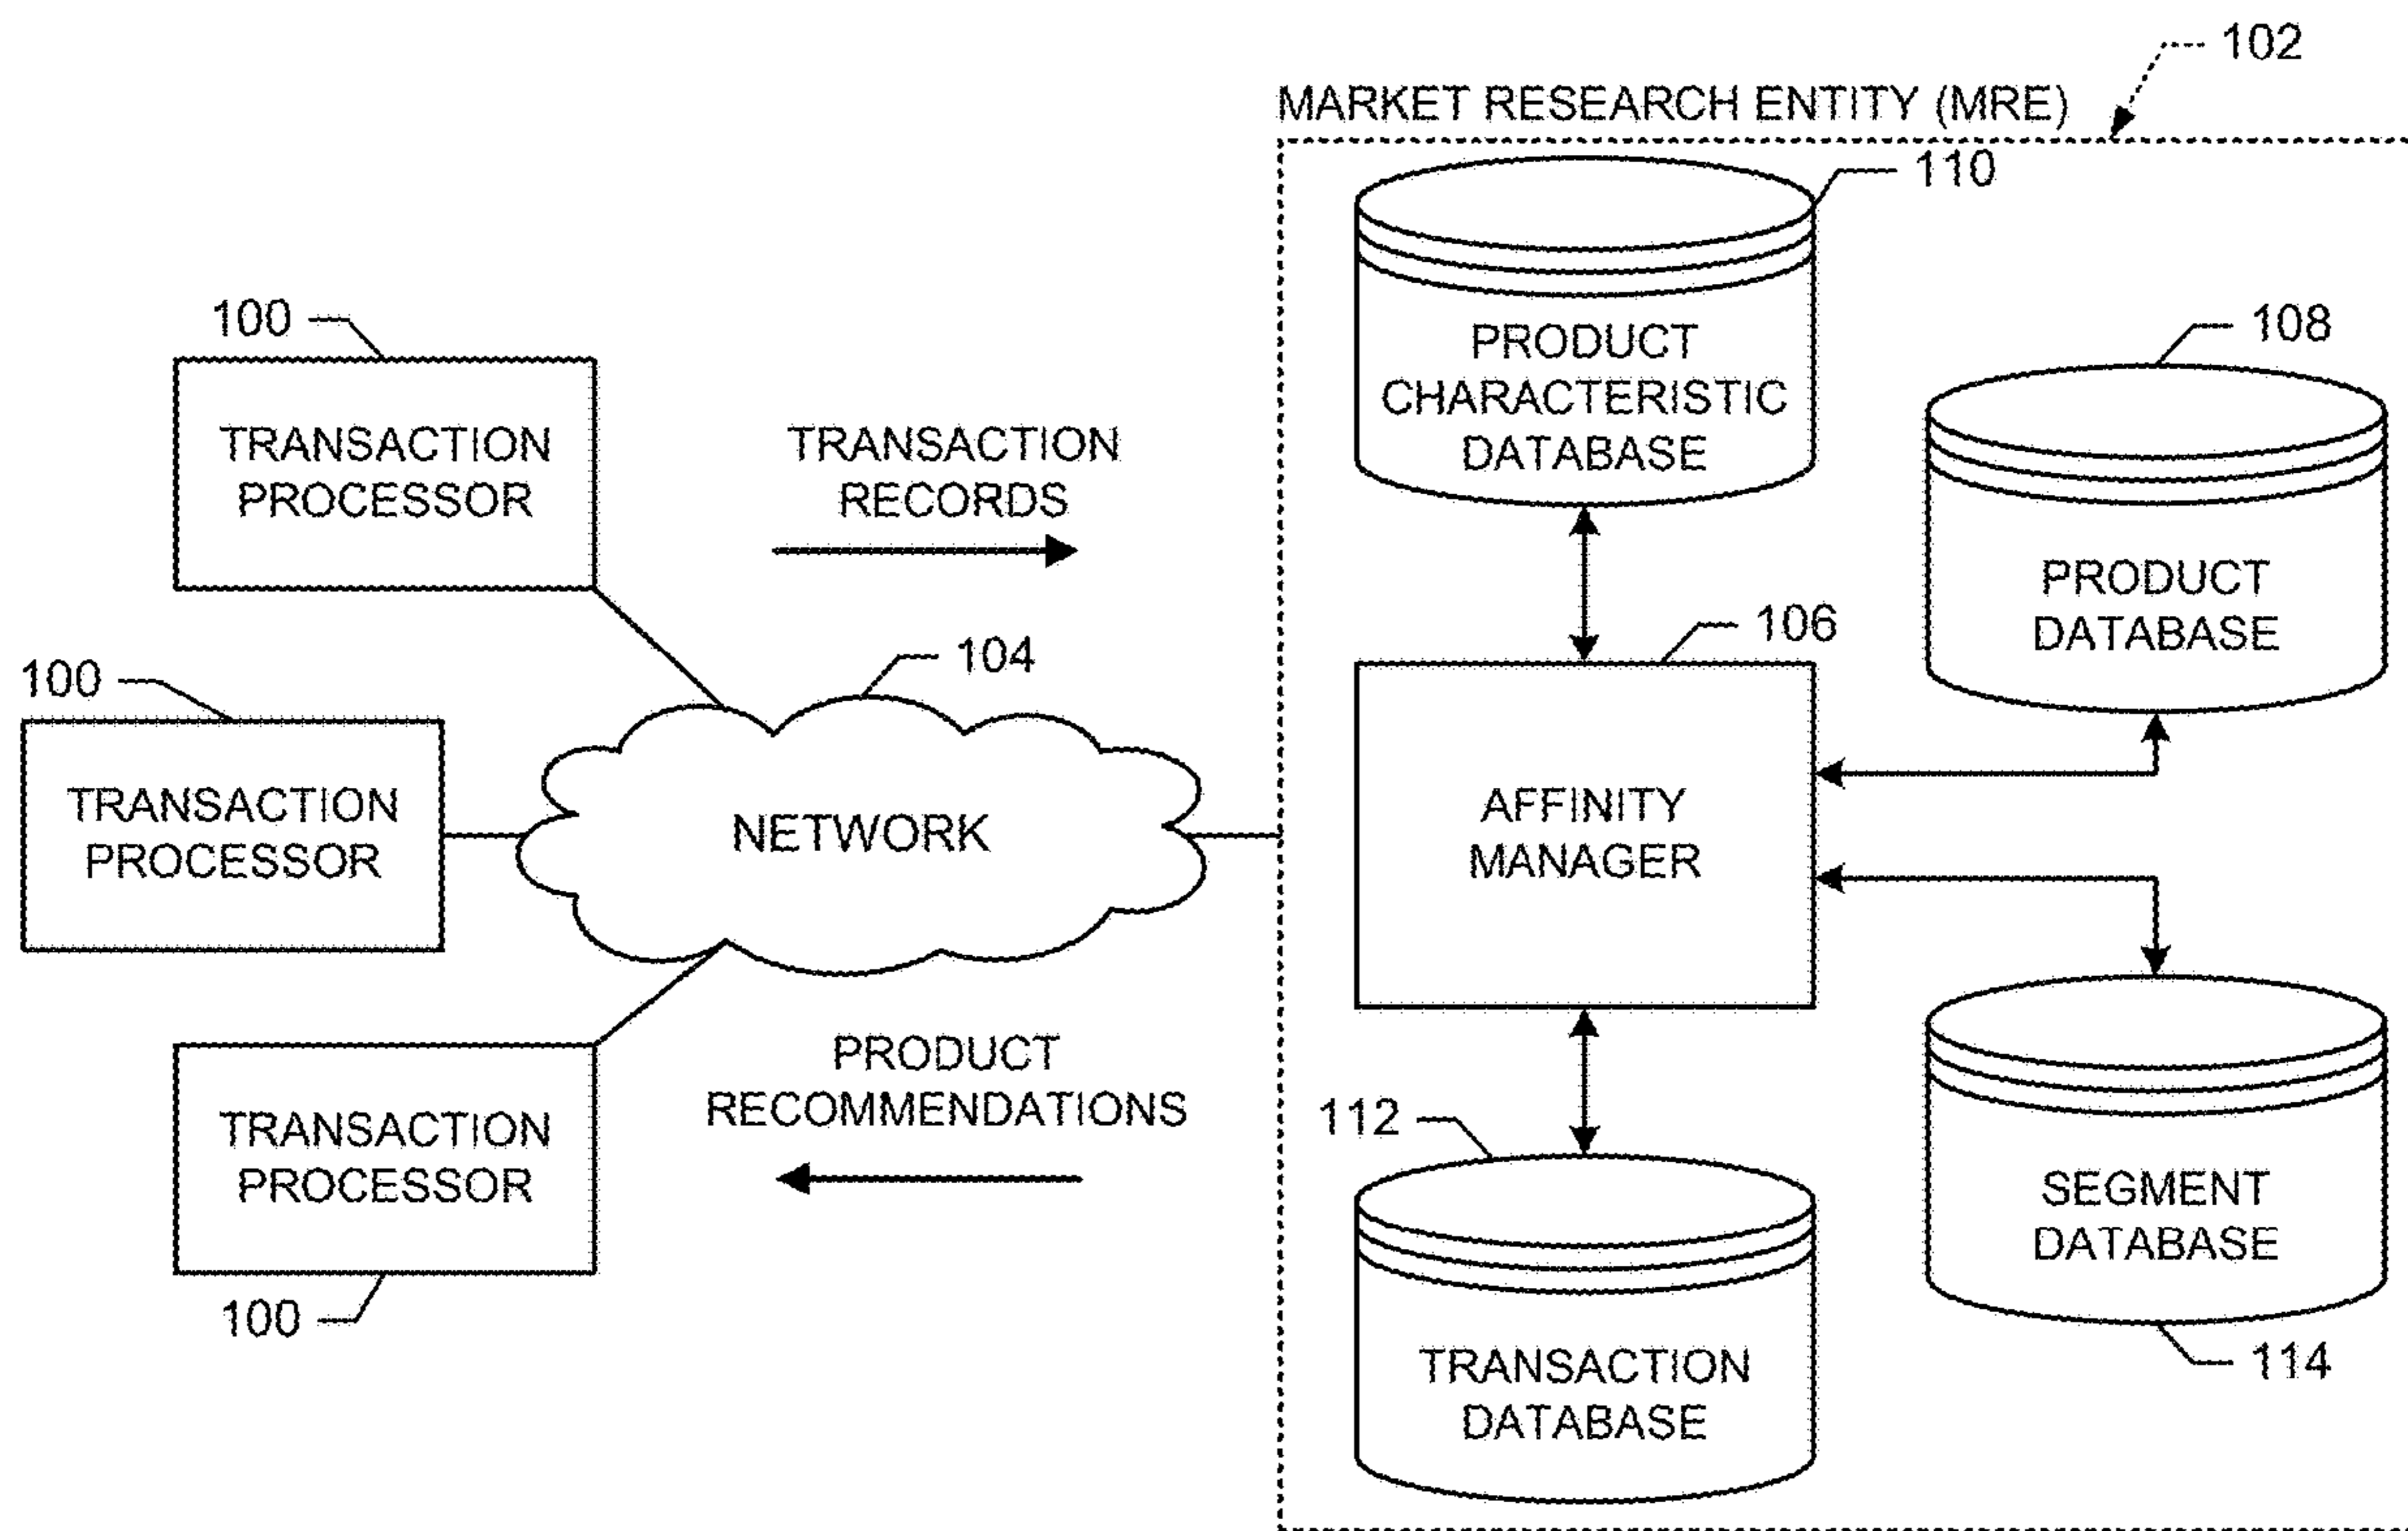 102
MARKET RESEARCH ENTITY (MRE)
110
PRODUCT
CHARACTERISTIC
DATABASE
108
PRODUCT
DATABASE
100
TRANSACTION
PROCESSOR
TRANSACTION
RECORDS
100
TRANSACTION
PROCESSOR
104
NETWORK
106
AFFINITY
MANAGER
TRANSACTION
PROCESSOR
100
PRODUCT
RECOMMENDATIONS
112
TRANSACTION
DATABASE
SEGMENT
DATABASE
114